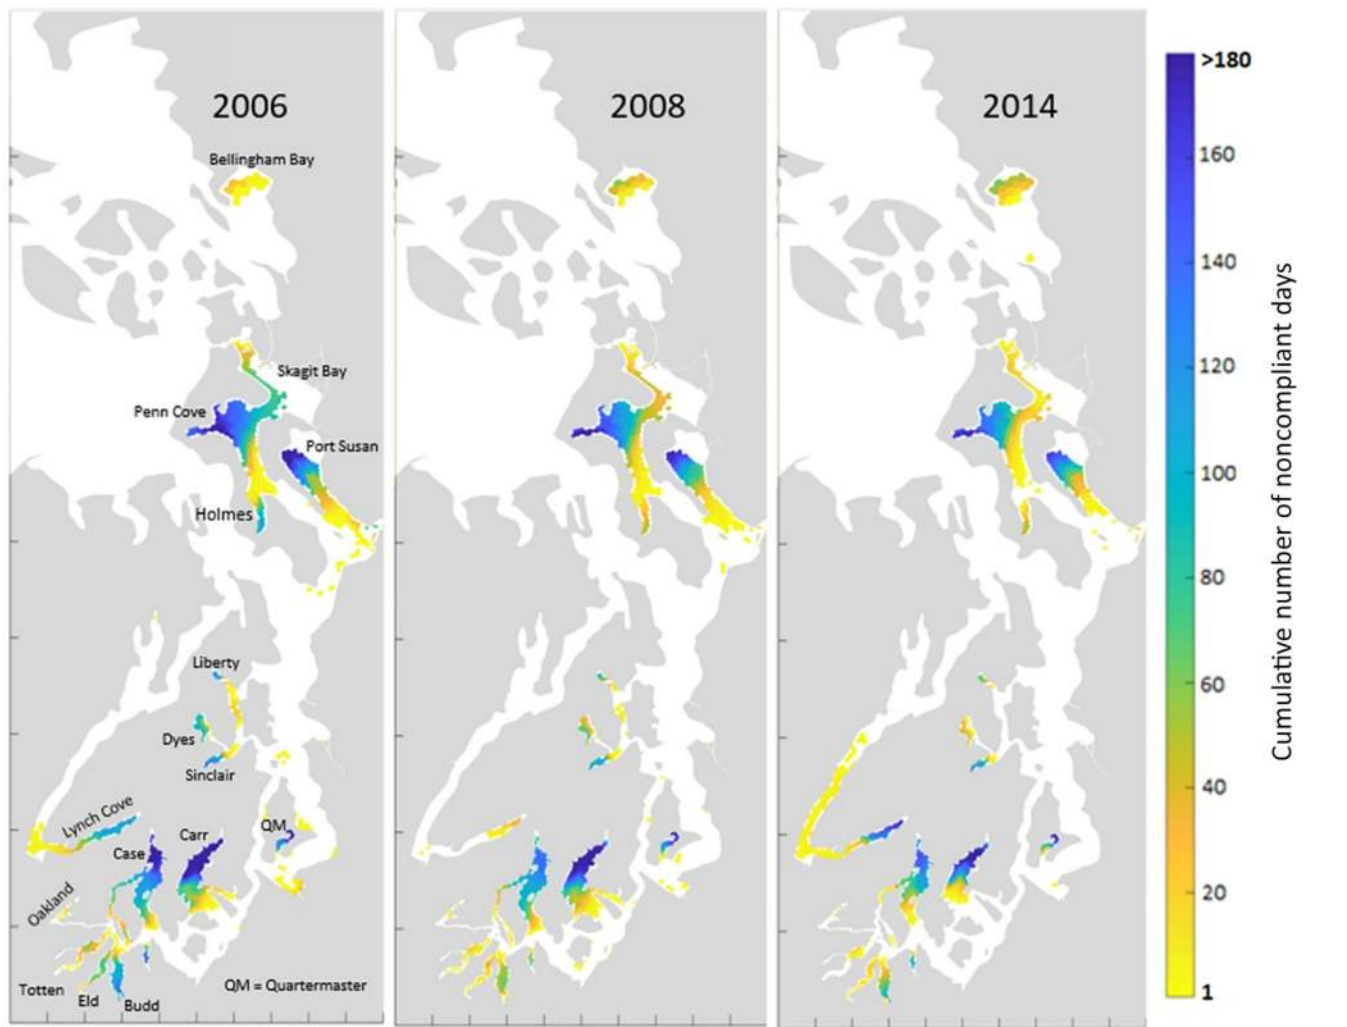 2006
2008
2014
Bellingham Bay
Skagit Bay
Penn Cove
Port Susan
Holmes
Liberty
Dyes
Sinclair
Lynch Cove
QM
Carr
Case
Oakland
Totten
Eld
Budd
QM = Quartermaster
>180
160
140
120
100
80
60
40
20
1
Cumulative number of noncompliant days